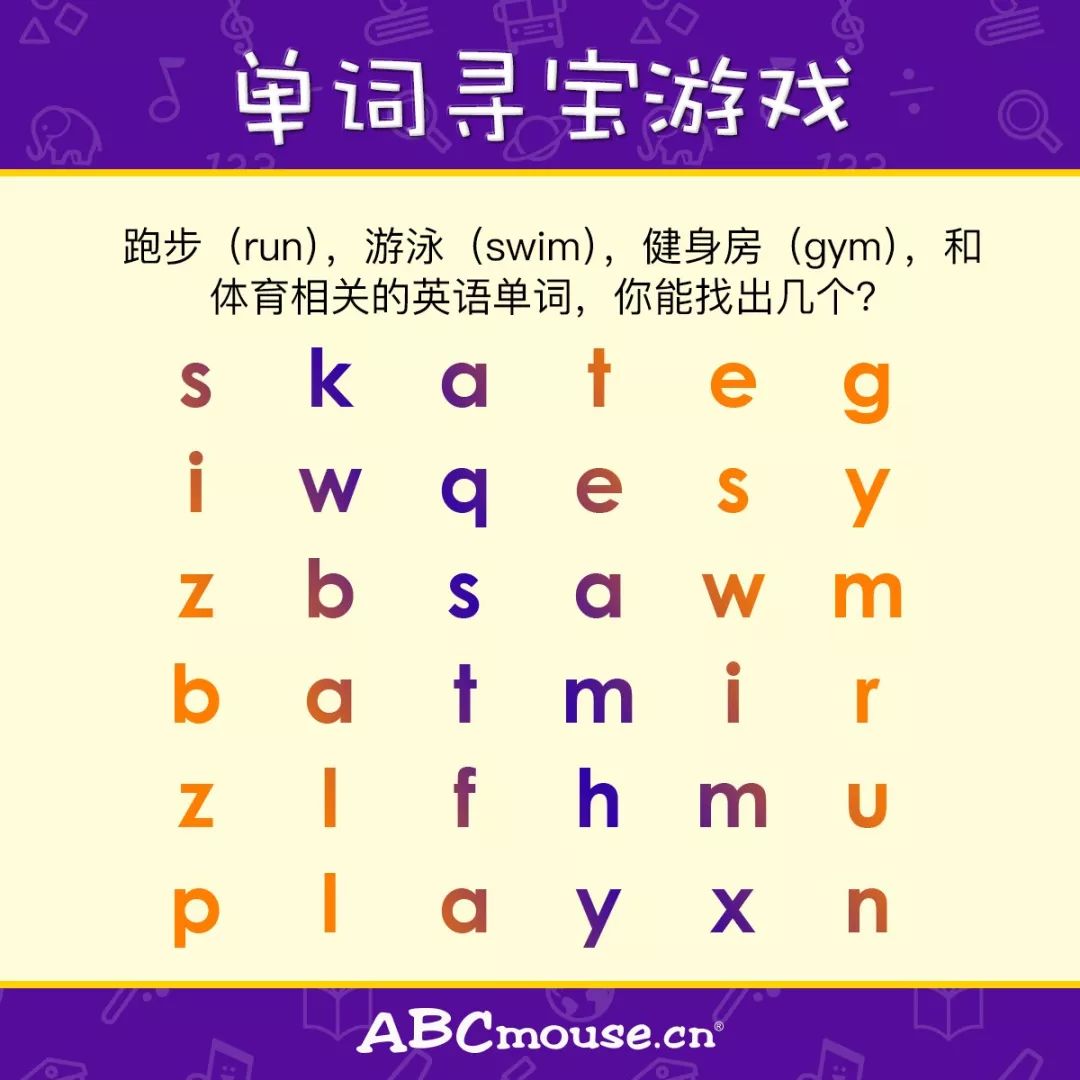 单词寻宝游戏
跑步（run），游泳（swim），健身房（gym），和
体育相关的英语单词，你能找出几个？
s k a t e g
i w q e s y
z b s a w m
b a t m i r
z l f h m u
p l a y x n
ABCmouse.cn®